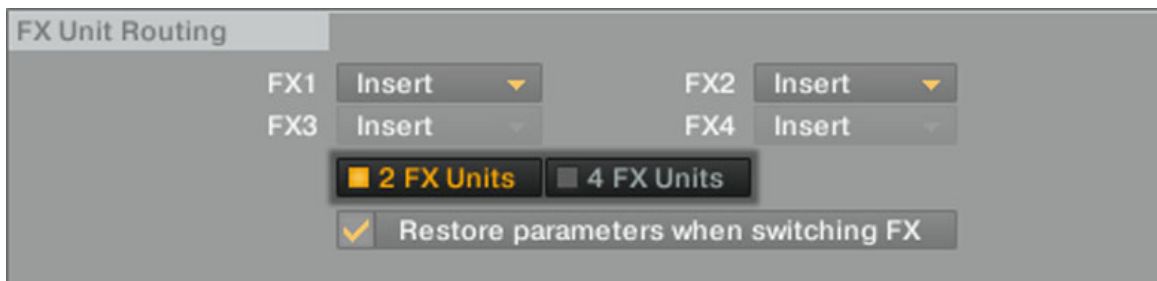 FX Unit Routing
FX1 Insert FX2 Insert
FX3 Insert FX4 Insert
2 FX Units 4 FX Units
Restore parameters when switching FX